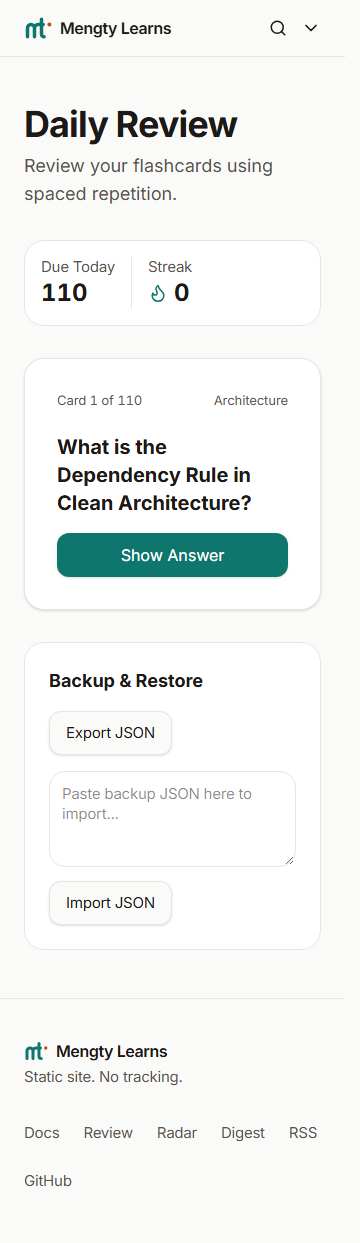 Mengty Learns
Daily Review
Review your flashcards using
spaced repetition.
Due Today
110
Streak
0
Card 1 of 110
Architecture
What is the
Dependency Rule in
Clean Architecture?
Show Answer
Backup & Restore
Export JSON
Paste backup JSON here to
import...
Import JSON
mt
Mengty Learns
Static site. No tracking.
Docs Review Radar Digest RSS
GitHub